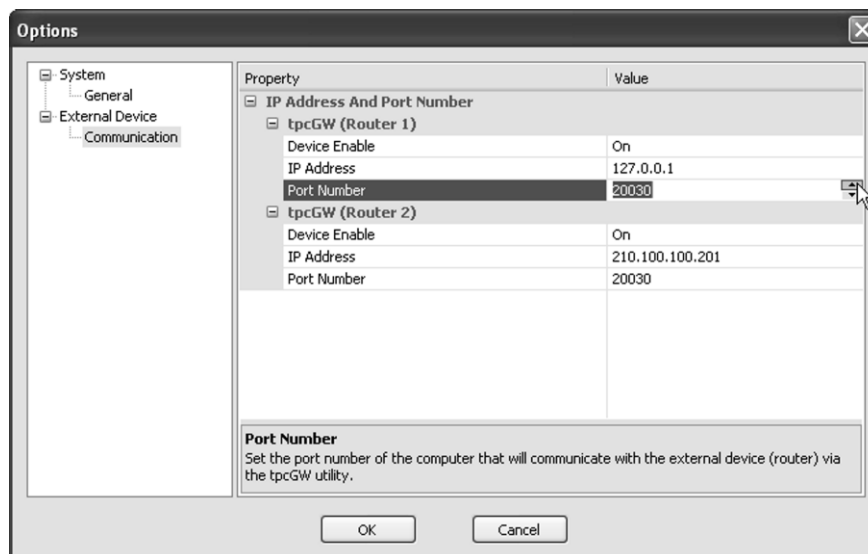 Options
System
General
External Device
Communication
Property Value
IP Address And Port Number
tpcGW (Router 1)
Device Enable On
IP Address 127.0.0.1
Port Number 20030
tpcGW (Router 2)
Device Enable On
IP Address 210.100.100.201
Port Number 20030
Port Number
Set the port number of the computer that will communicate with the external device (router) via
the tpcGW utility.
OK Cancel